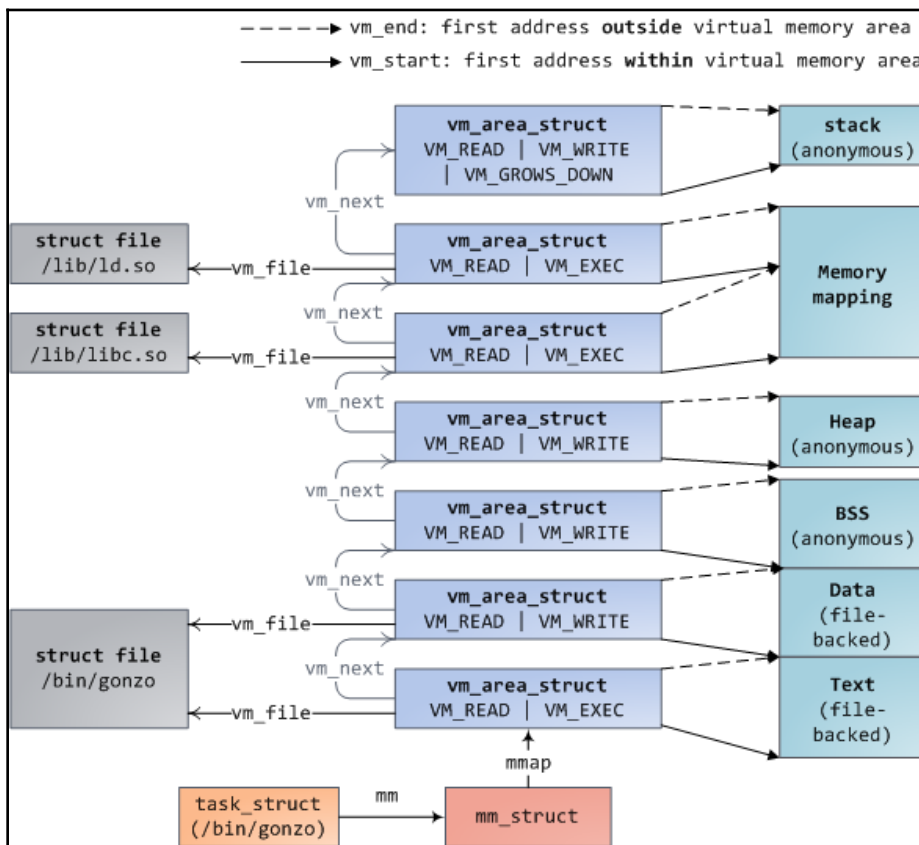 vm_end: first address outside virtual memory area
vm_start: first address within virtual memory area
vm_area_struct
VM_READ | VM_WRITE
| VM_GROWS_DOWN
stack
(anonymous)
vm_next
struct file
/lib/ld.so
vm_file
vm_area_struct
VM_READ | VM_EXEC
Memory
mapping
vm_next
struct file
/lib/libc.so
vm_file
vm_area_struct
VM_READ | VM_EXEC
vm_next
vm_area_struct
VM_READ | VM_WRITE
Heap
(anonymous)
vm_next
vm_area_struct
VM_READ | VM_WRITE
BSS
(anonymous)
vm_next
vm_area_struct
VM_READ | VM_WRITE
Data
(file-
backed)
vm_file
struct file
/bin/gonzo
vm_next
vm_area_struct
VM_READ | VM_EXEC
Text
(file-
backed)
vm_file
mmap
task_struct
(/bin/gonzo)
mm
mm_struct